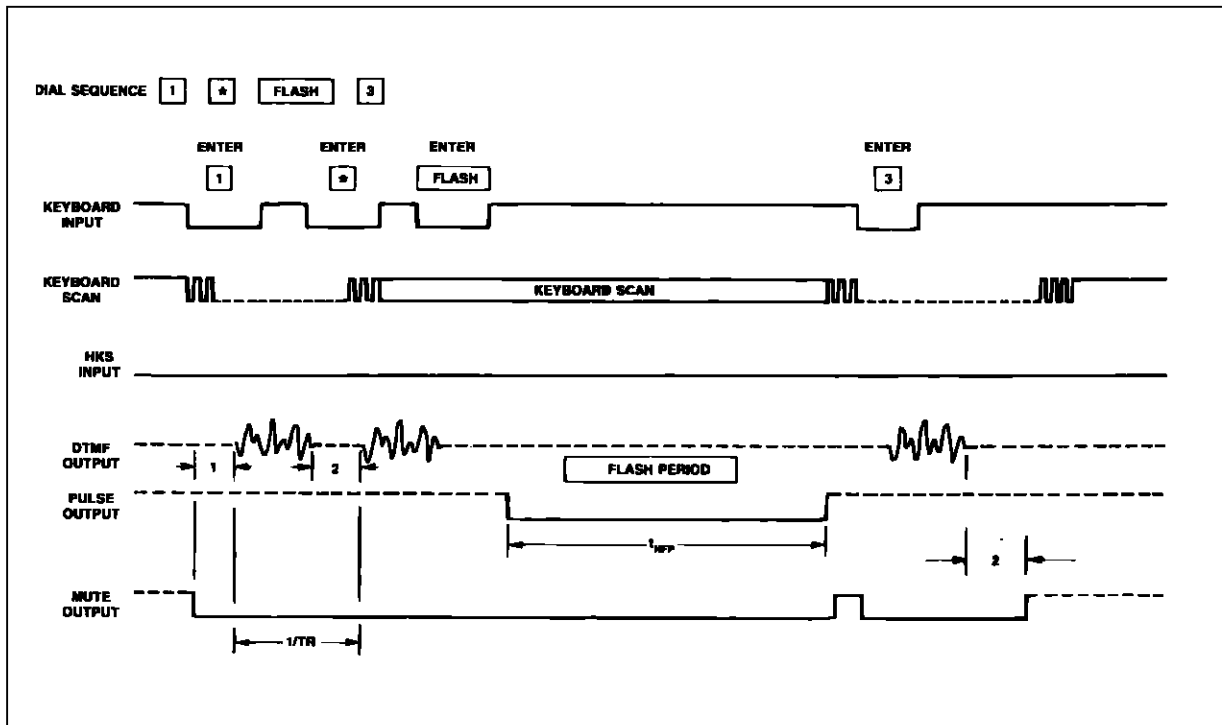 DIAL SEQUENCE 1 * FLASH 3
ENTER ENTER ENTER ENTER
1 * FLASH 3
KEYBOARD
INPUT
KEYBOARD
SCAN
KEYBOARD SCAN
HKS
INPUT
DTMF
OUTPUT
1 2
FLASH PERIOD
PULSE
OUTPUT
tHFP
2
MUTE
OUTPUT
1/TR